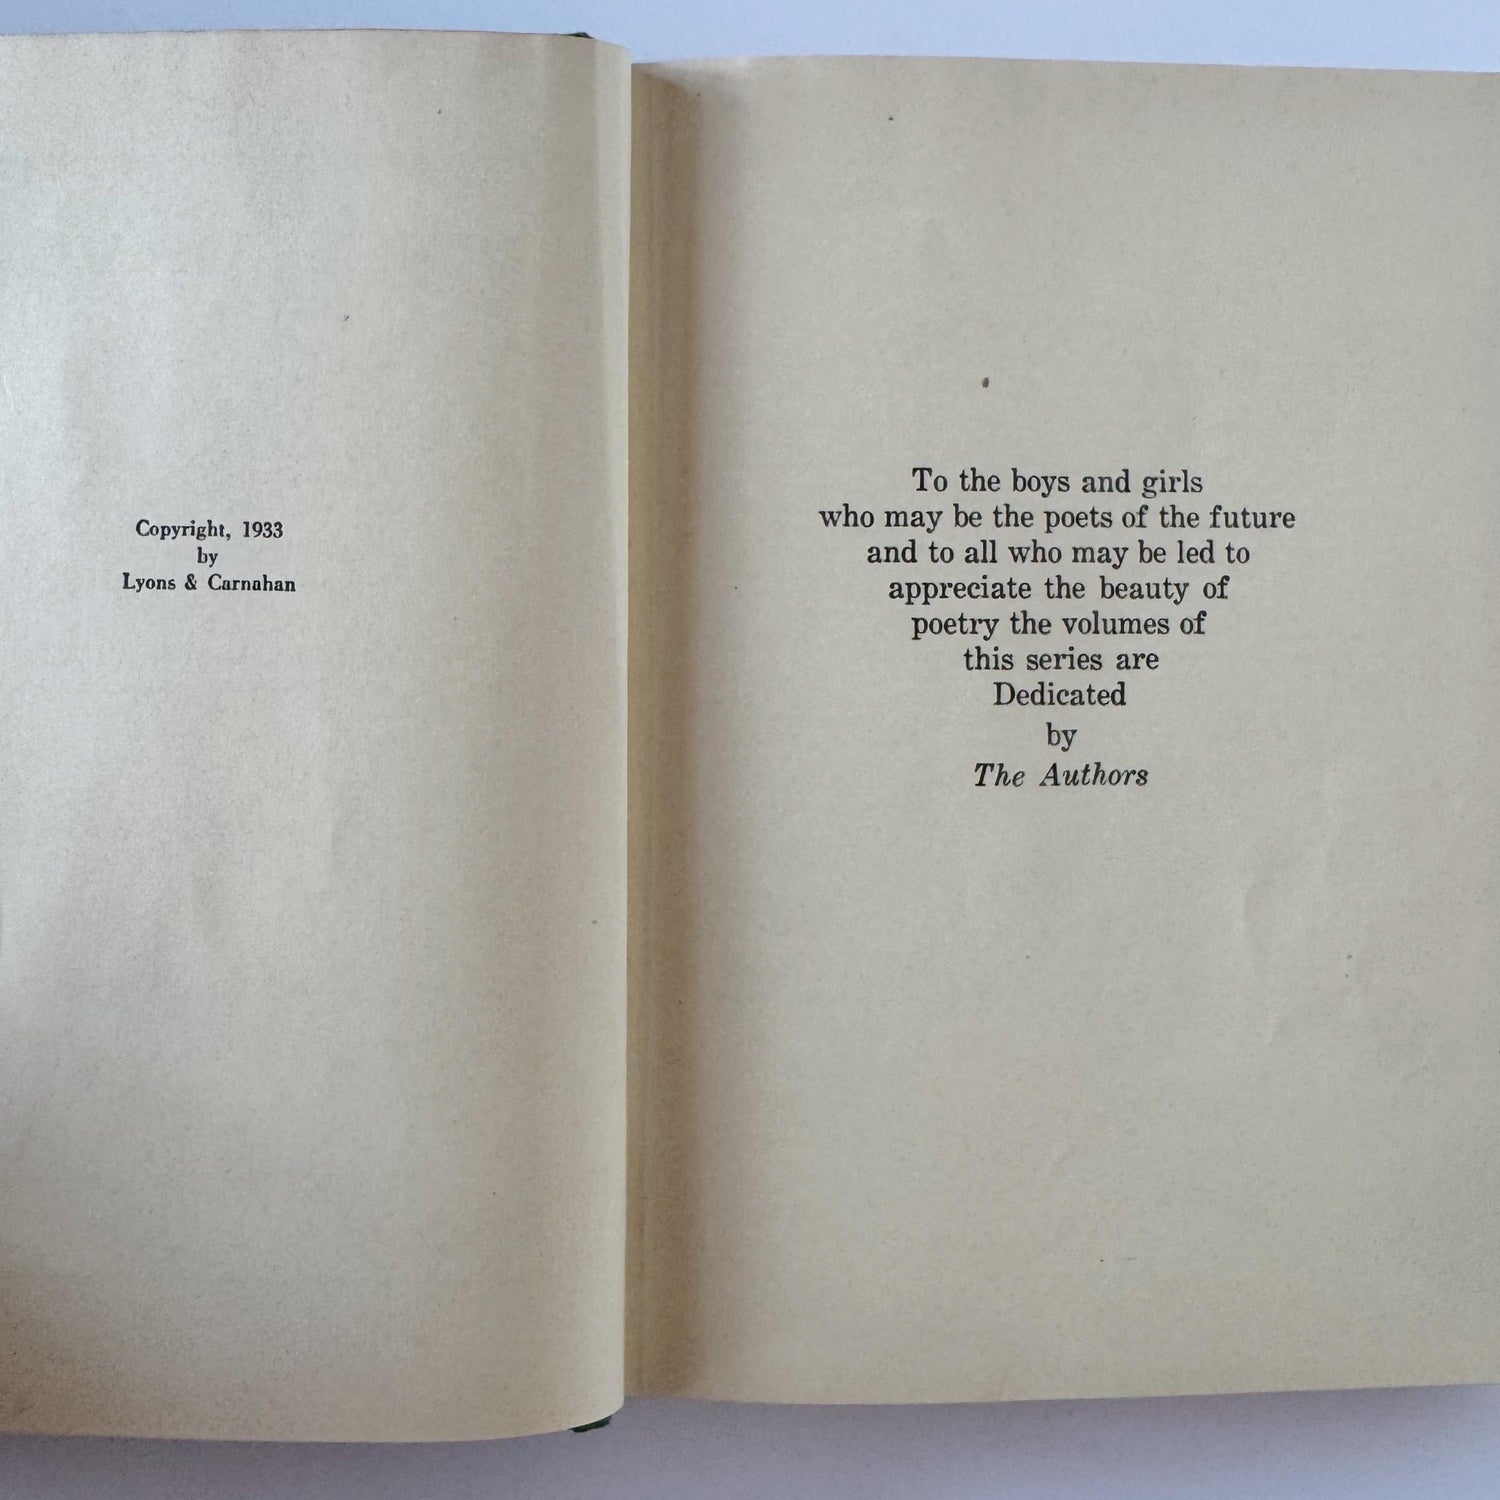 Copyright, 1933
by
Lyons & Carnahan
To the boys and girls
who may be the poets of the future
and to all who may be led to
appreciate the beauty of
poetry the volumes of
this series are
Dedicated
by
The Authors